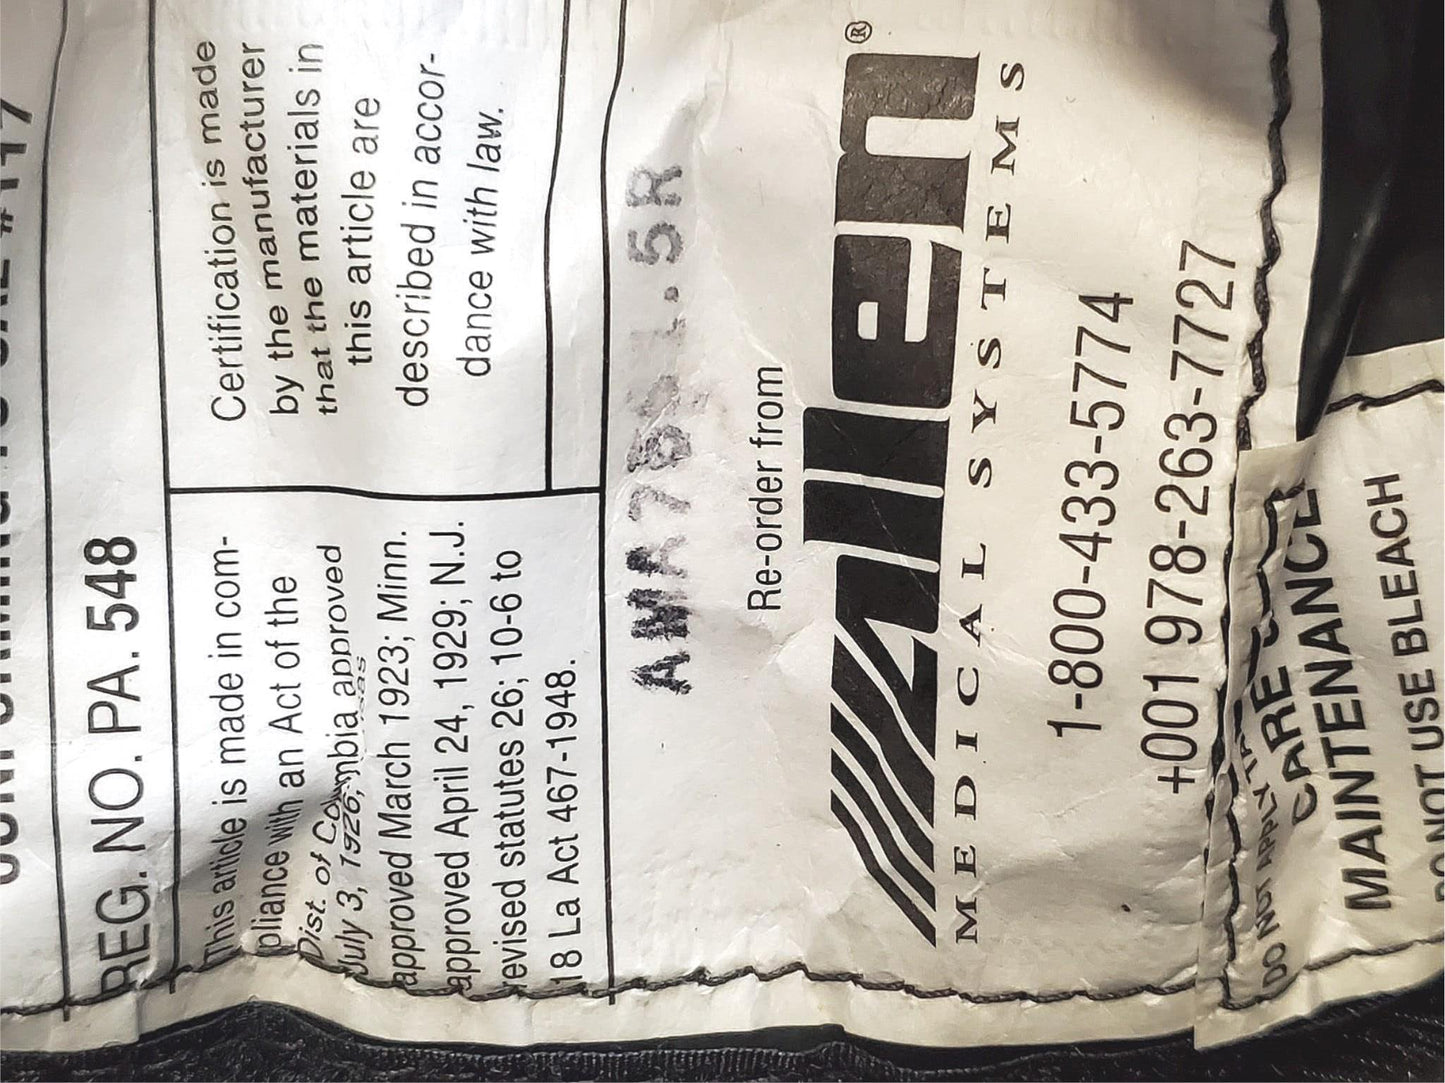 REG. NO. PA. 548
This article is made in com-
pliance with an Act of the
Dist. of Columbia approved
July 3, 1926;
approved March 1923; Minn.
approved April 24, 1929; N.J.
revised statutes 26; 10-6 to
18 La Act 467-1948.
Certification is made
by the manufacturer
that the materials in
this article are
described in accor-
dance with law.
Re-order from
allen®
MEDICAL SYSTEMS
1-800-433-5774
+001 978-263-7727
DO NOT APPLY
CARE
MAINTENANCE
DO NOT USE BLEACH